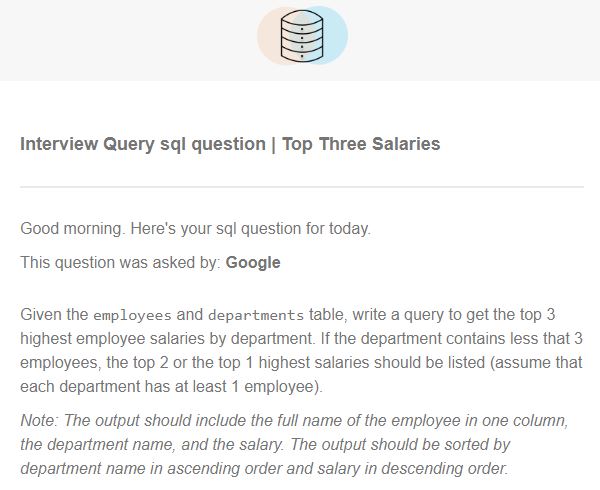 Interview Query sql question | Top Three Salaries
Good morning. Here's your sql question for today.
This question was asked by: Google
Given the employees and departments table, write a query to get the top 3
highest employee salaries by department. If the department contains less that 3
employees, the top 2 or the top 1 highest salaries should be listed (assume that
each department has at least 1 employee).
Note: The output should include the full name of the employee in one column,
the department name, and the salary. The output should be sorted by
department name in ascending order and salary in descending order.